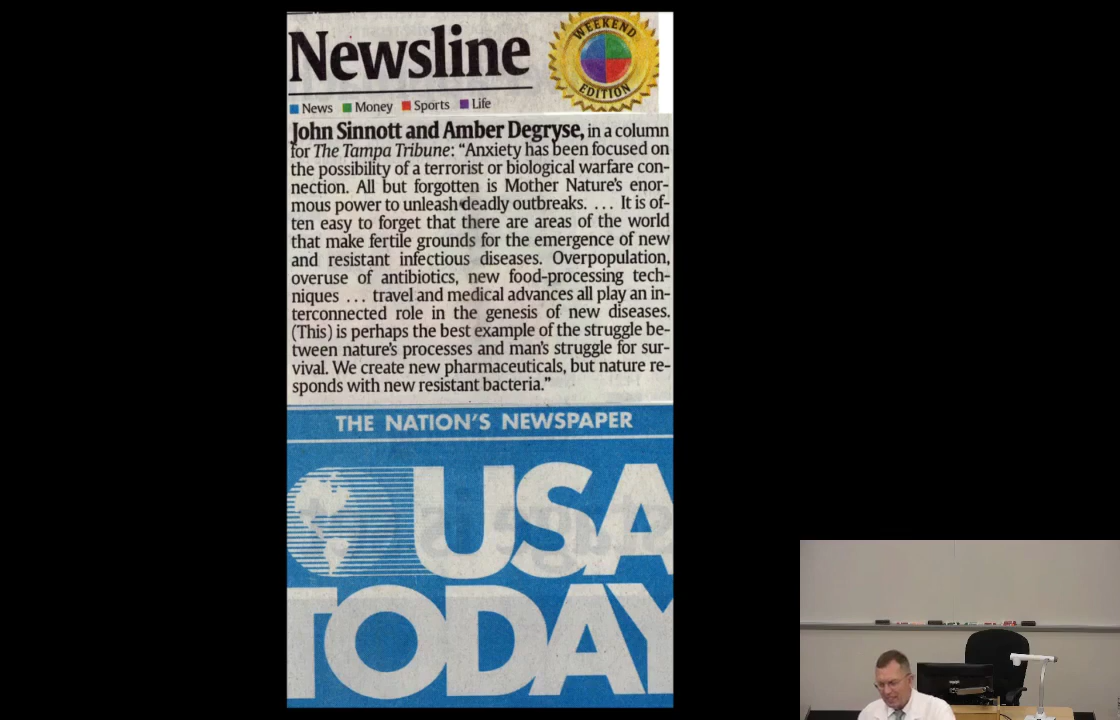 Newsline
WEEKEND
EDITION
News Money Sports Life
John Sinnott and Amber Degryse, in a column
for The Tampa Tribune: “Anxiety has been focused on
the possibility of a terrorist or biological warfare con-
nection. All but forgotten is Mother Nature's enor-
mous power to unleash deadly outbreaks. ... It is of-
ten easy to forget that there are areas of the world
that make fertile grounds for the emergence of new
and resistant infectious diseases. Overpopulation,
overuse of antibiotics, new food-processing tech-
niques ... travel and medical advances all play an in-
terconnected role in the genesis of new diseases.
(This) is perhaps the best example of the struggle be-
tween nature's processes and man's struggle for sur-
vival. We create new pharmaceuticals, but nature re-
sponds with new resistant bacteria.”
THE NATION'S NEWSPAPER
USA
TODAY